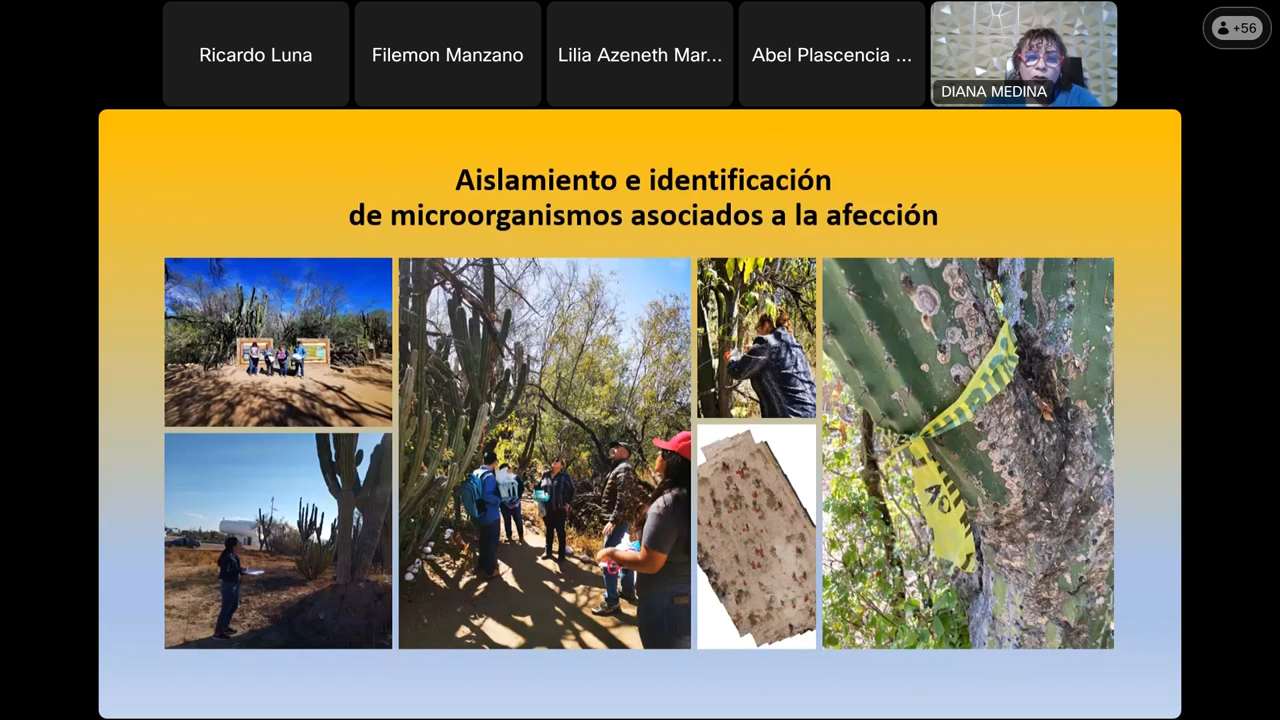 Ricardo Luna
Filemon Manzano
Lilia Azeneth Mar...
Abel Plascencia ...
DIANA MEDINA
+56
Aislamiento e identificación
de microorganismos asociados a la afección